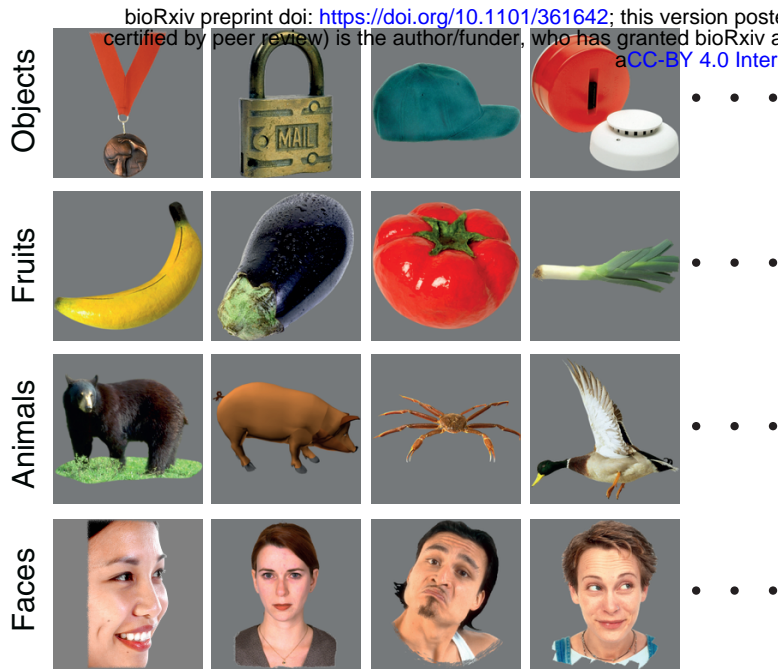 bioRxiv preprint doi: https://doi.org/10.1101/361642; this version poste
certified by peer review) is the author/funder, who has granted bioRxiv a
aCC-BY 4.0 Inter
Objects
MAIL
Fruits
Animals
Faces